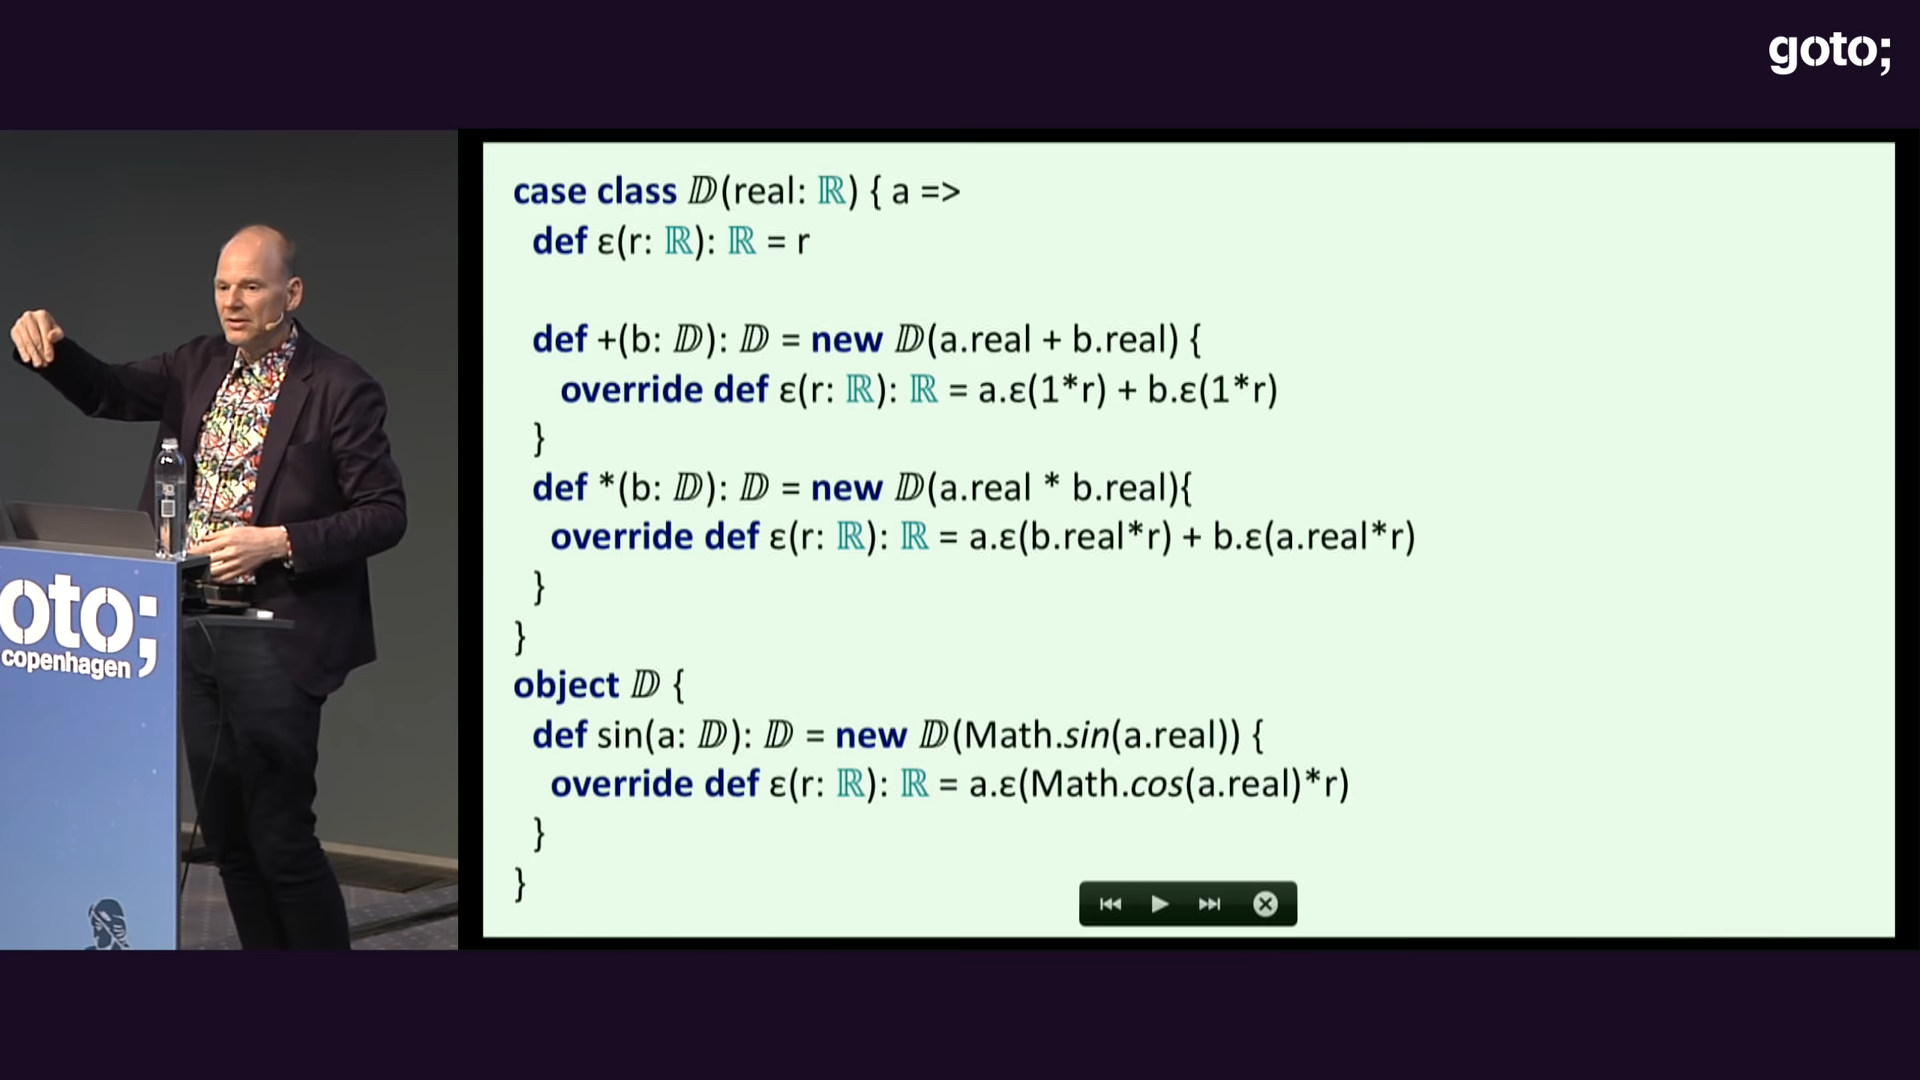 goto;
case class 𝔻(real: ℝ) { a =>
def ε(r: ℝ): ℝ = r
def +(b: 𝔻): 𝔻 = new 𝔻(a.real + b.real) {
override def ε(r: ℝ): ℝ = a.ε(1*r) + b.ε(1*r)
}
def *(b: 𝔻): 𝔻 = new 𝔻(a.real * b.real){
override def ε(r: ℝ): ℝ = a.ε(b.real*r) + b.ε(a.real*r)
}
}
object 𝔻 {
def sin(a: 𝔻): 𝔻 = new 𝔻(Math.sin(a.real)) {
override def ε(r: ℝ): ℝ = a.ε(Math.cos(a.real)*r)
}
}
oto;
copenhagen